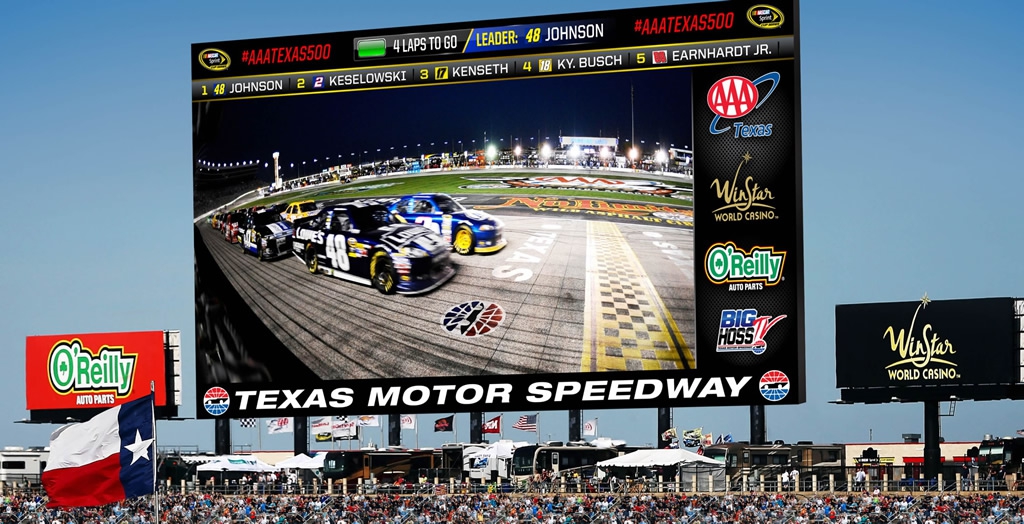 #AAATEXAS500
4 LAPS TO GO
LEADER: 48 JOHNSON
#AAATEXAS500
1 48 JOHNSON 2 2 KESELOWSKI 3 KENSETH 4 18 KY. BUSCH 5 EARNHARDT JR.
AAA
Texas
WinStar
WORLD CASINO
O'Reilly
AUTO PARTS
BIG
HOSS TV
LOWE'S 48
TEXAS
TEXAS MOTOR SPEEDWAY
O'Reilly
AUTO PARTS
WinStar
WORLD CASINO